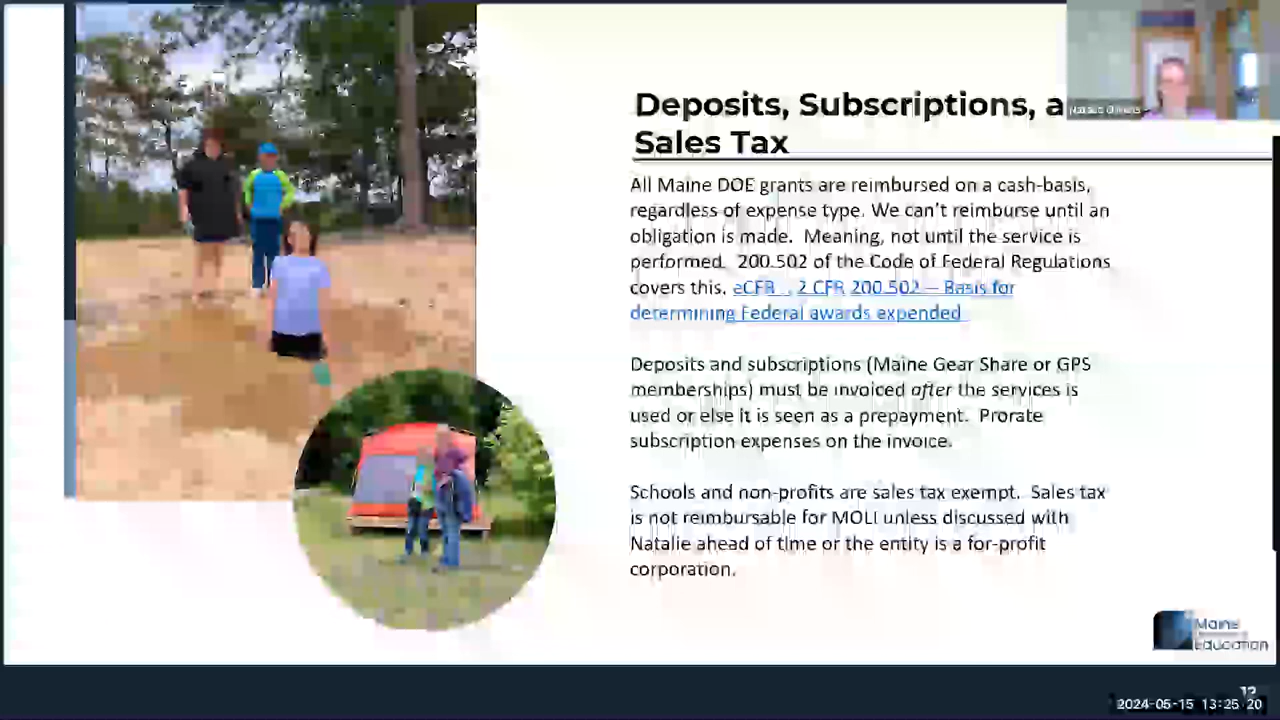 Deposits, Subscriptions, a
Sales Tax
All Maine DOE grants are reimbursed on a cash-basis,
regardless of expense type. We can't reimburse until an
obligation is made.  Meaning, not until the service is
performed.  200.502 of the Code of Federal Regulations
covers this. eCFR :: 2 CFR 200.502 -- Basis for
determining Federal awards expended
Deposits and subscriptions (Maine Gear Share or GPS
memberships) must be invoiced after the services is
used or else it is seen as a prepayment.  Prorate
subscription expenses on the invoice.
Schools and non-profits are sales tax exempt.  Sales tax
is not reimbursable for MOLI unless discussed with
Natalie ahead of time or the entity is a for-profit
corporation.
Maine
Education
12
2024-05-15 13:25:20